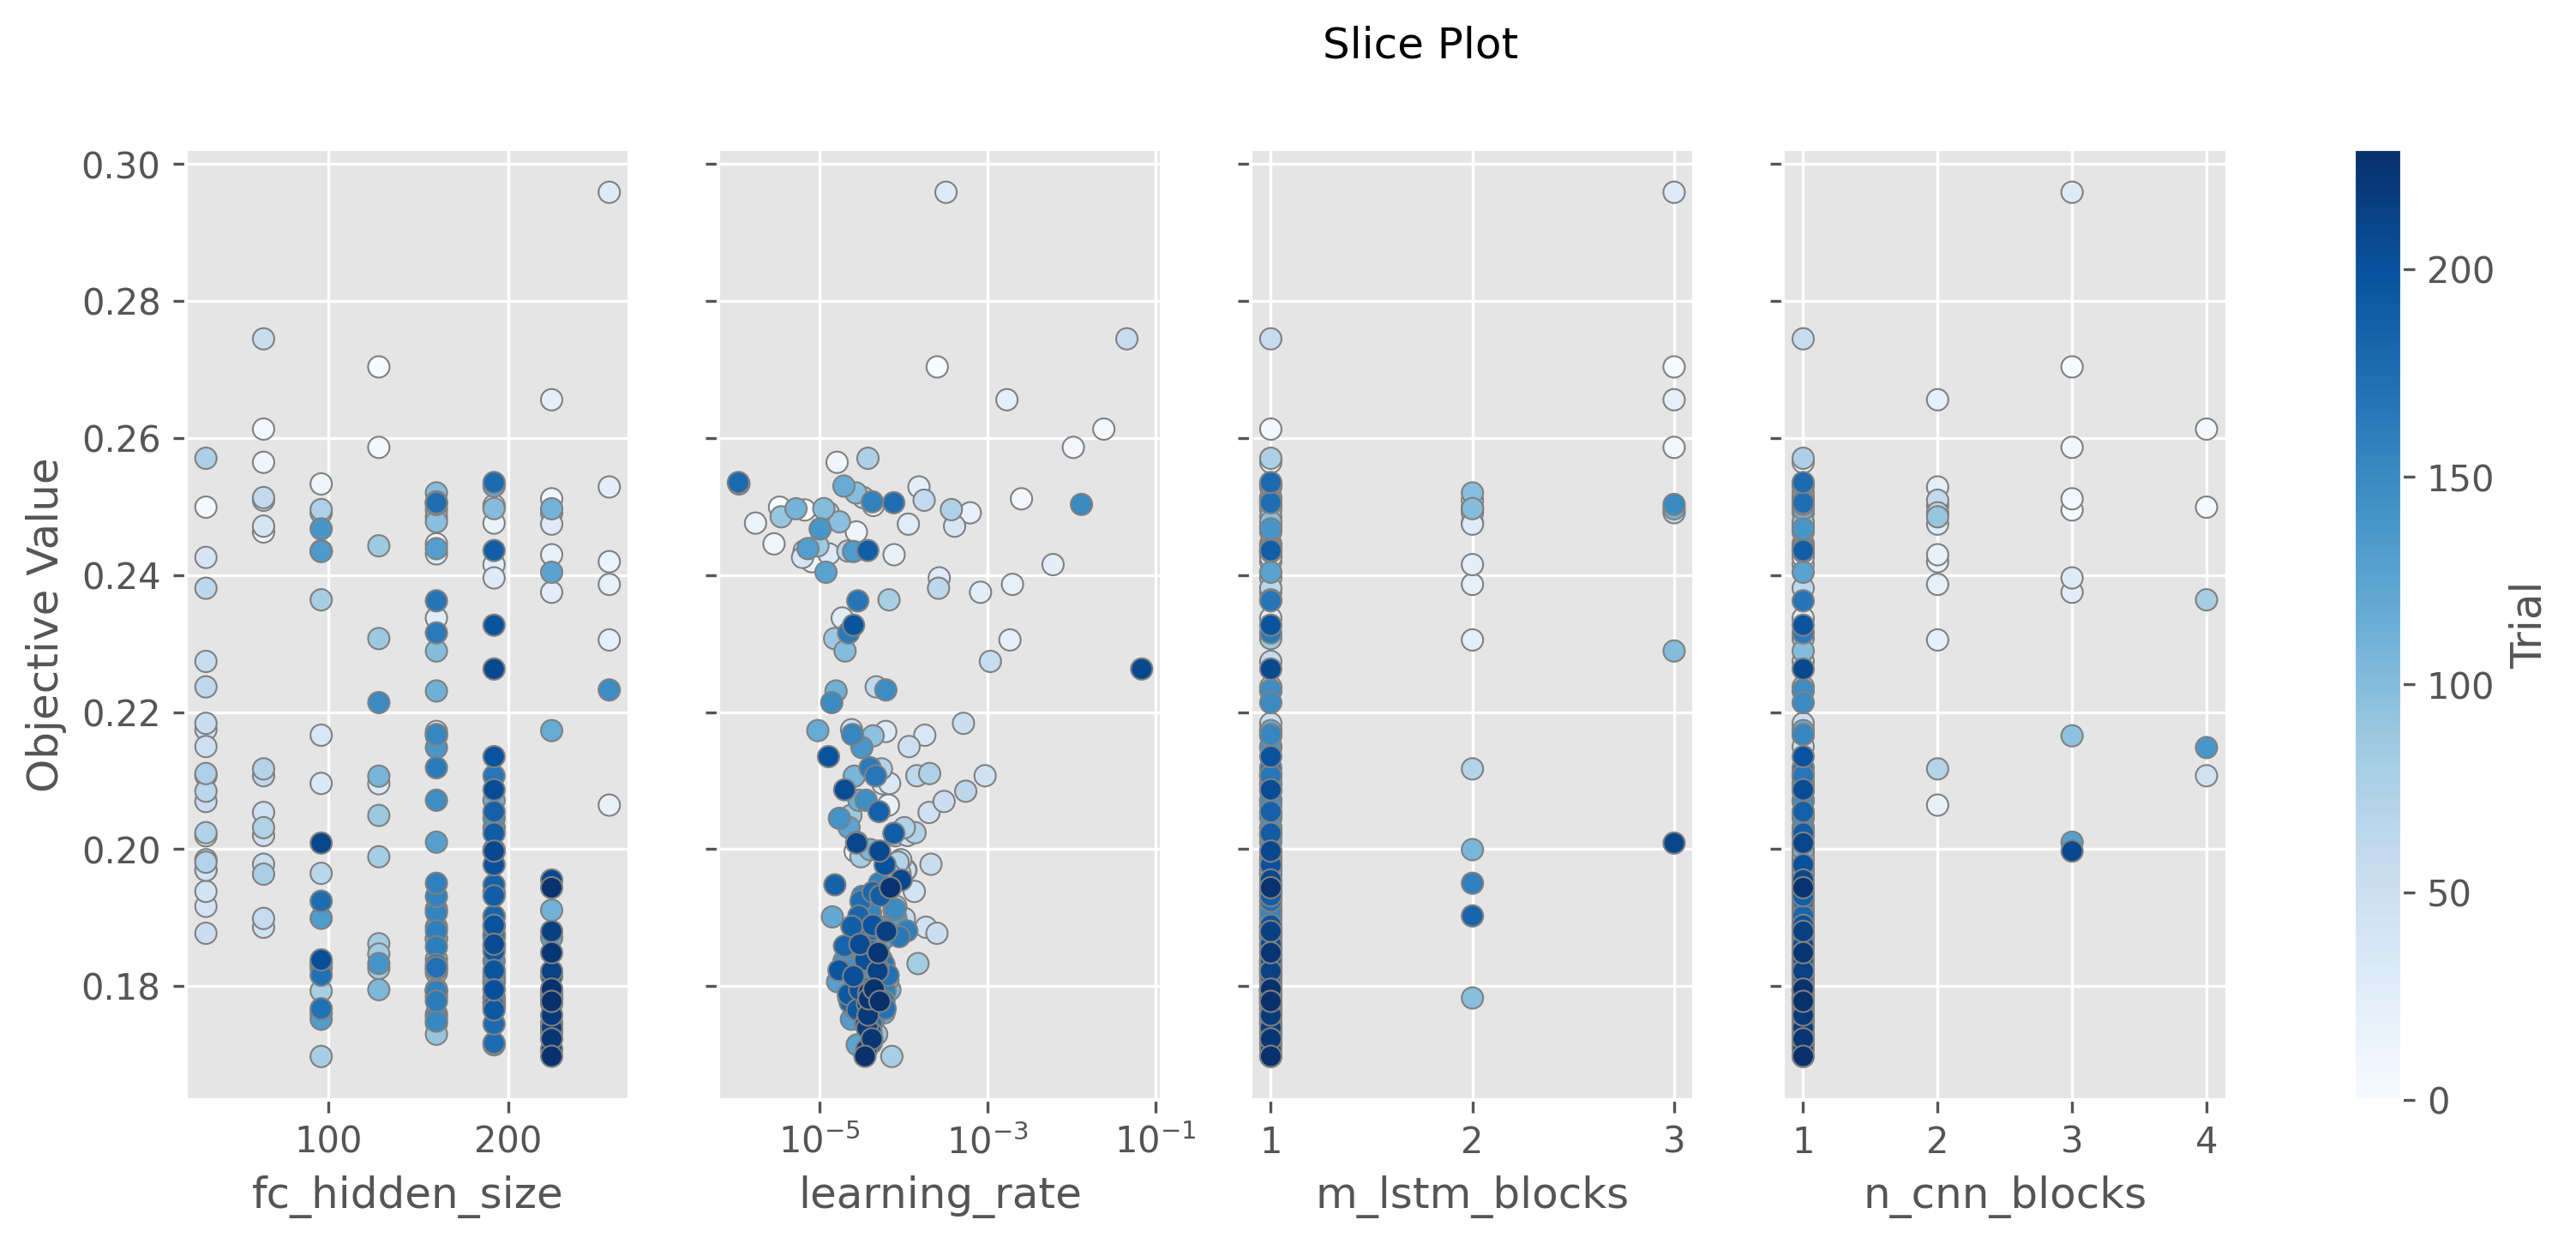 Slice Plot
Objective Value
0.30
0.28
0.26
0.24
0.22
0.20
0.18
100 200
fc_hidden_size
10⁻⁵ 10⁻³ 10⁻¹
learning_rate
1 2 3
m_lstm_blocks
1 2 3 4
n_cnn_blocks
200
150
100
50
0
Trial